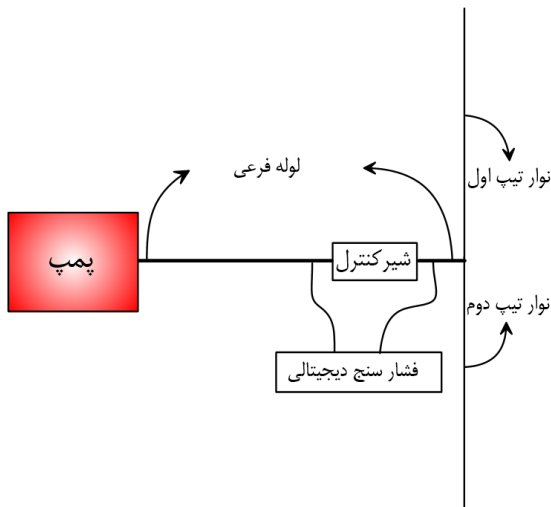 نوار تیپ اول
لوله فرعی
پمپ
شیرکنترل
نوار تیپ دوم
فشار سنج دیجیتالی